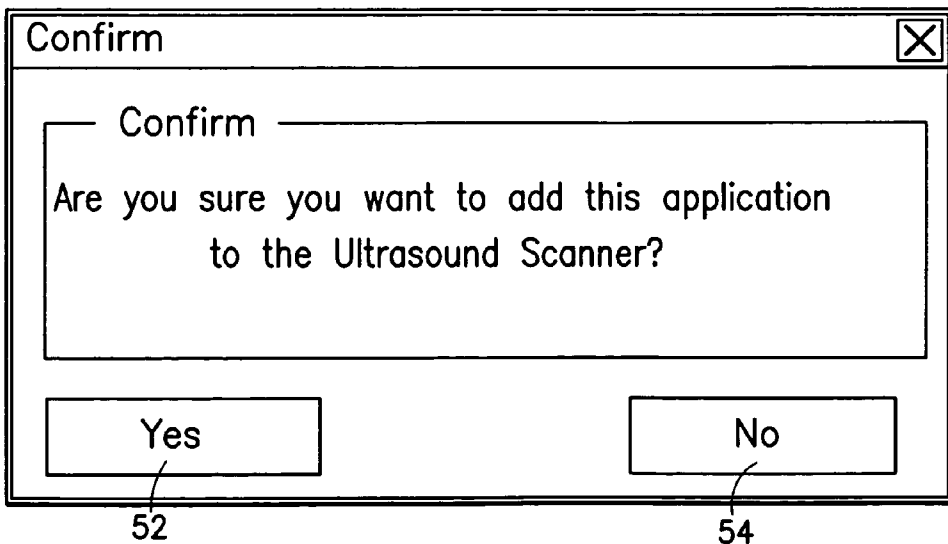 Confirm
Confirm
Are you sure you want to add this application
to the Ultrasound Scanner?
Yes
No
52
54